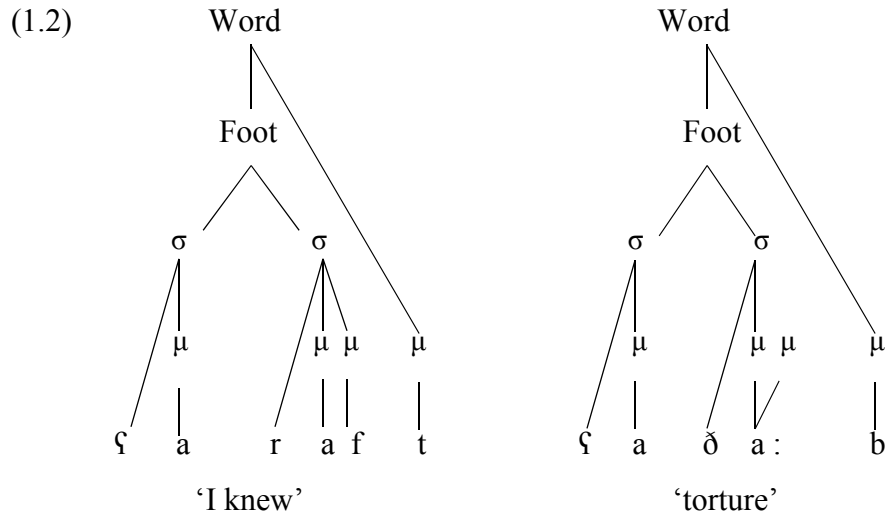 (1.2) Word Word
Foot Foot
σ σ σ σ
μ μ μ μ μ μ μ μ
ʕ a r a f t ʕ a ð a : b
‘I knew’ ‘torture’